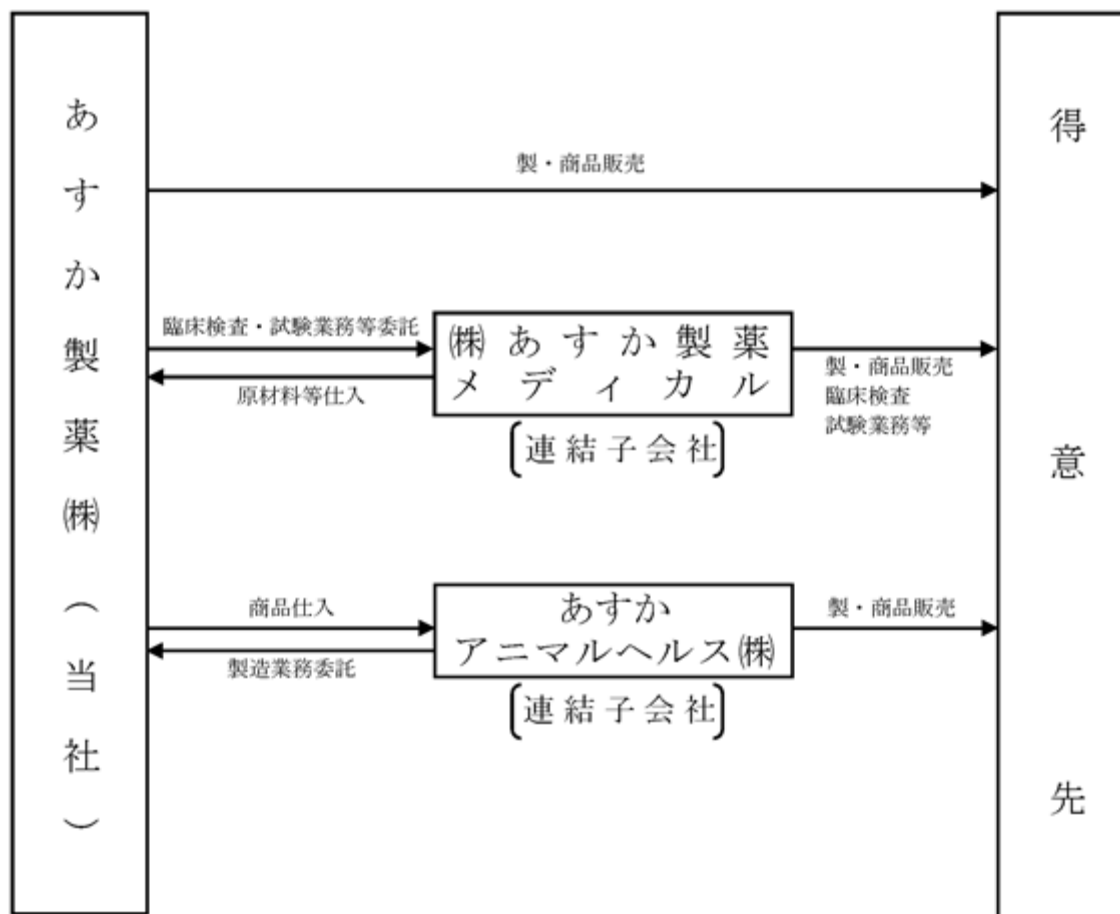 あすか製薬㈱（当社）
製・商品販売
臨床検査・試験業務等委託
原材料等仕入
㈱あすか製薬
メディカル
〔連結子会社〕
製・商品販売
臨床検査
試験業務等
商品仕入
製造業務委託
あすか
アニマルヘルス㈱
〔連結子会社〕
製・商品販売
得意先